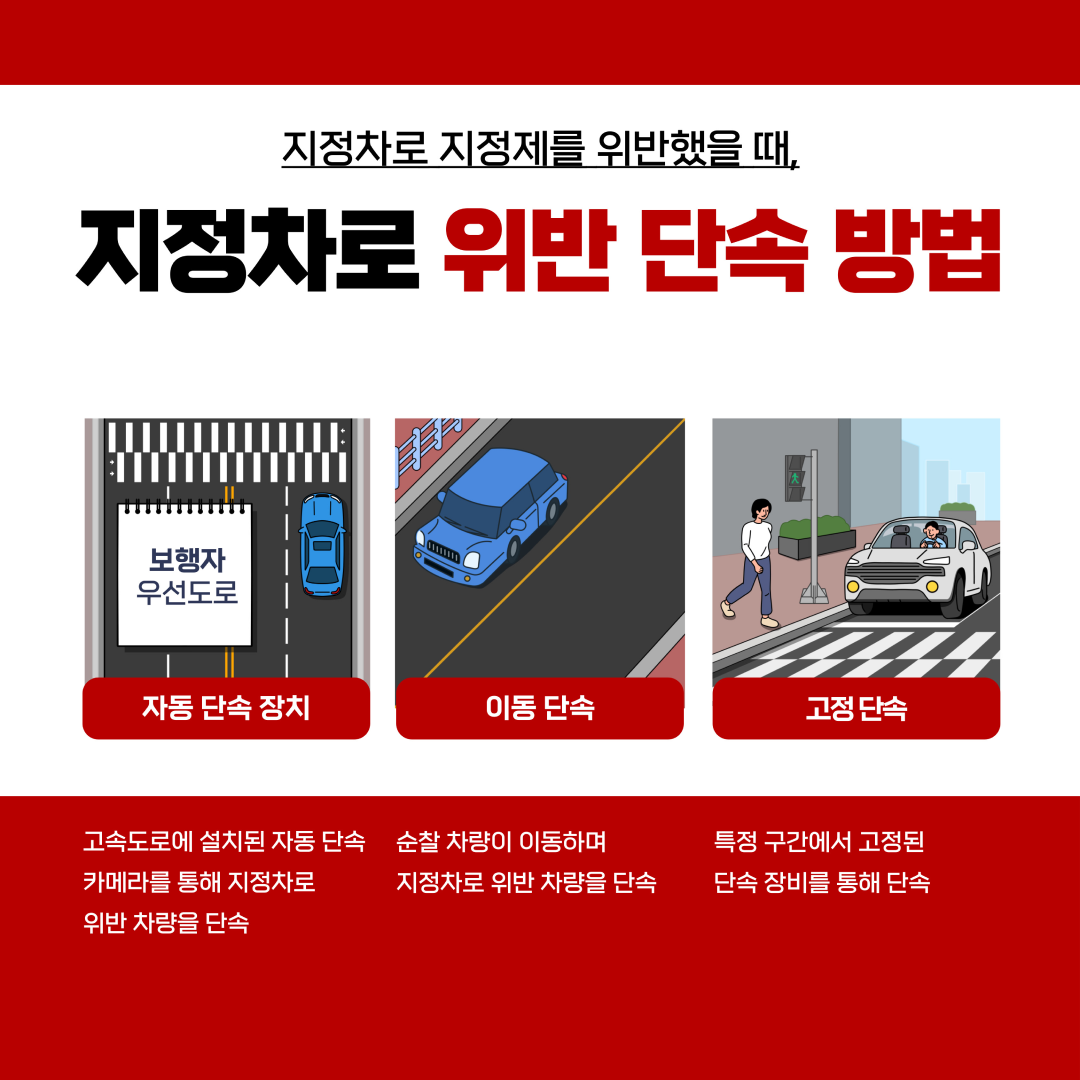 지정차로 지정제를 위반했을 때,
지정차로 위반 단속 방법
보행자
우선도로
자동 단속 장치
이동 단속
고정 단속
고속도로에 설치된 자동 단속
카메라를 통해 지정차로
위반 차량을 단속
순찰 차량이 이동하며
지정차로 위반 차량을 단속
특정 구간에서 고정된
단속 장비를 통해 단속